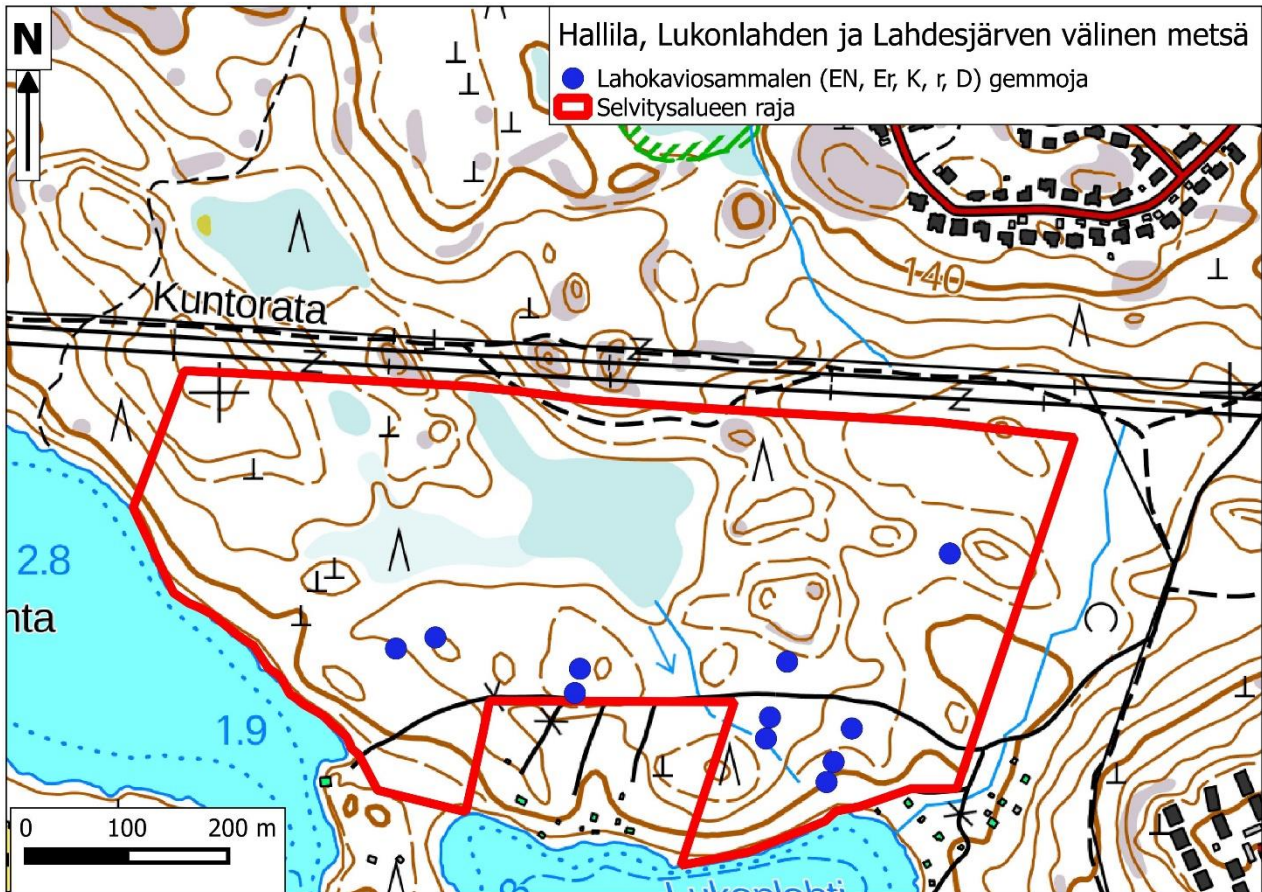 N
Hallila, Lukonlahden ja Lahdesjärven välinen metsä
Lahokaviosammalen (EN, Er, K, r, D) gemmoja
Selvitysalueen raja
140
Kuntorata
2.8
nta
1.9
0 100 200 m
Lukonlahti